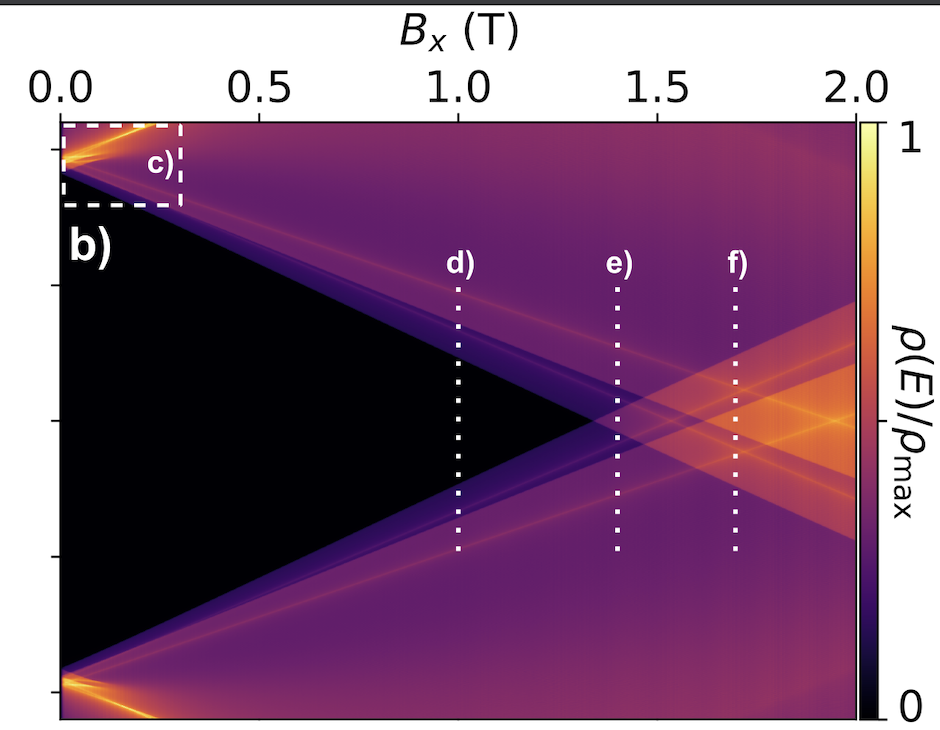 B_x (T)
0.0 0.5 1.0 1.5 2.0
1
c)
b)
d) e) f)
ρ(E)/ρ_max
0